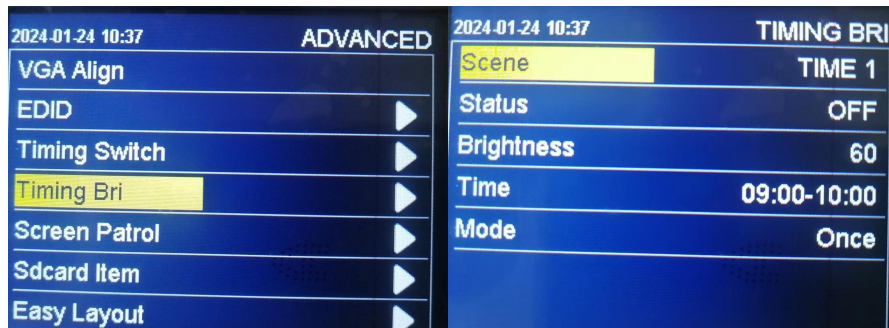 2024-01-24 10:37 ADVANCED
VGA Align
EDID
Timing Switch
Timing Bri
Screen Patrol
Sdcard Item
Easy Layout
2024-01-24 10:37 TIMING BRI
Scene TIME 1
Status OFF
Brightness 60
Time 09:00-10:00
Mode Once